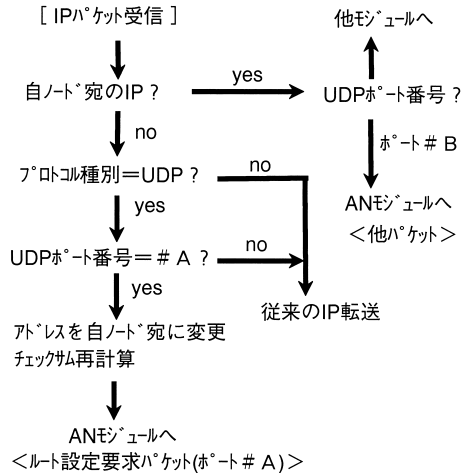 ［ IPﾊﾟｹｯﾄ受信 ］
他ﾓｼﾞｭｰﾙへ
自ﾉｰﾄﾞ宛のIP？
yes
UDPﾎﾟｰﾄ番号？
no
ﾎﾟｰﾄ＃B
ﾌﾟﾛﾄｺﾙ種別＝UDP？
no
yes
ANﾓｼﾞｭｰﾙへ
＜他ﾊﾟｹｯﾄ＞
UDPﾎﾟｰﾄ番号＝＃A？
no
yes
従来のIP転送
ｱﾄﾞﾚｽを自ﾉｰﾄﾞ宛に変更
ﾁｪｯｸｻﾑ再計算
ANﾓｼﾞｭｰﾙへ
＜ﾙｰﾄ設定要求ﾊﾟｹｯﾄ(ﾎﾟｰﾄ＃A)＞